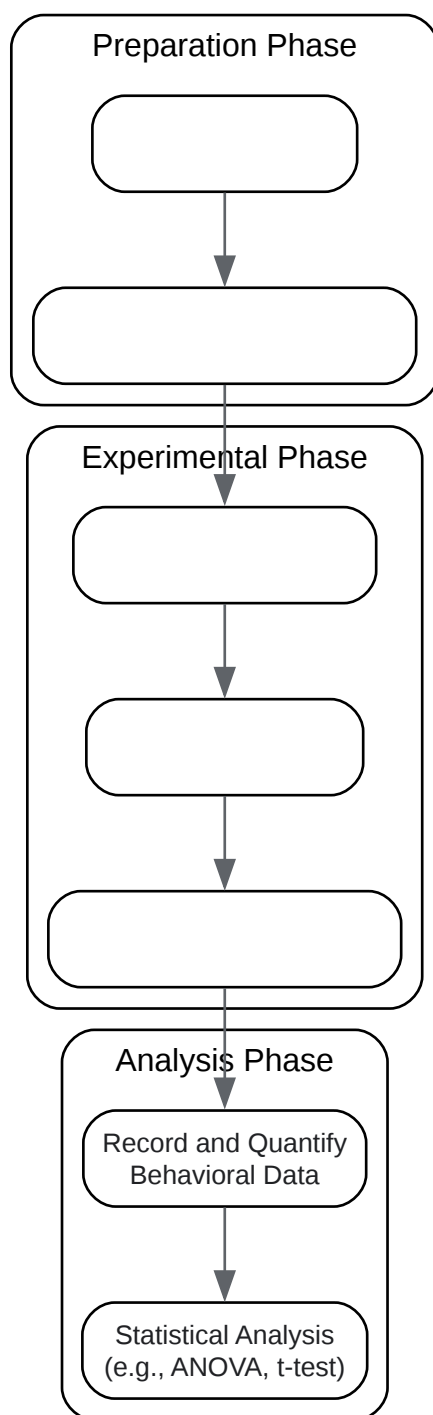 Preparation Phase
Experimental Phase
Analysis Phase
Record and Quantify
Behavioral Data
Statistical Analysis
(e.g., ANOVA, t-test)